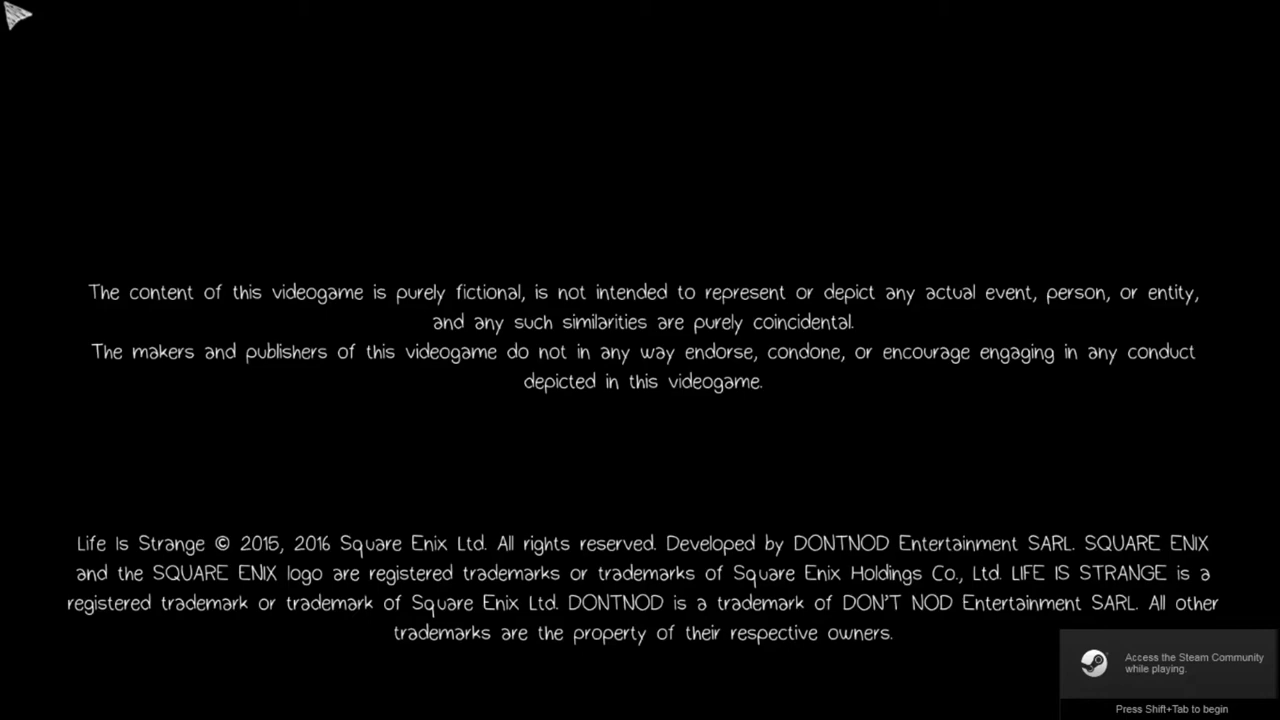 The content of this videogame is purely fictional, is not intended to represent or depict any actual event, person, or entity,
and any such similarities are purely coincidental.
The makers and publishers of this videogame do not in any way endorse, condone, or encourage engaging in any conduct
depicted in this videogame.
Life Is Strange © 2015, 2016 Square Enix Ltd. All rights reserved. Developed by DONTNOD Entertainment SARL. SQUARE ENIX
and the SQUARE ENIX logo are registered trademarks or trademarks of Square Enix Holdings Co., Ltd. LIFE IS STRANGE is a
registered trademark or trademark of Square Enix Ltd. DONTNOD is a trademark of DON'T NOD Entertainment SARL. All other
trademarks are the property of their respective owners.
Access the Steam Community
while playing.
Press Shift+Tab to begin